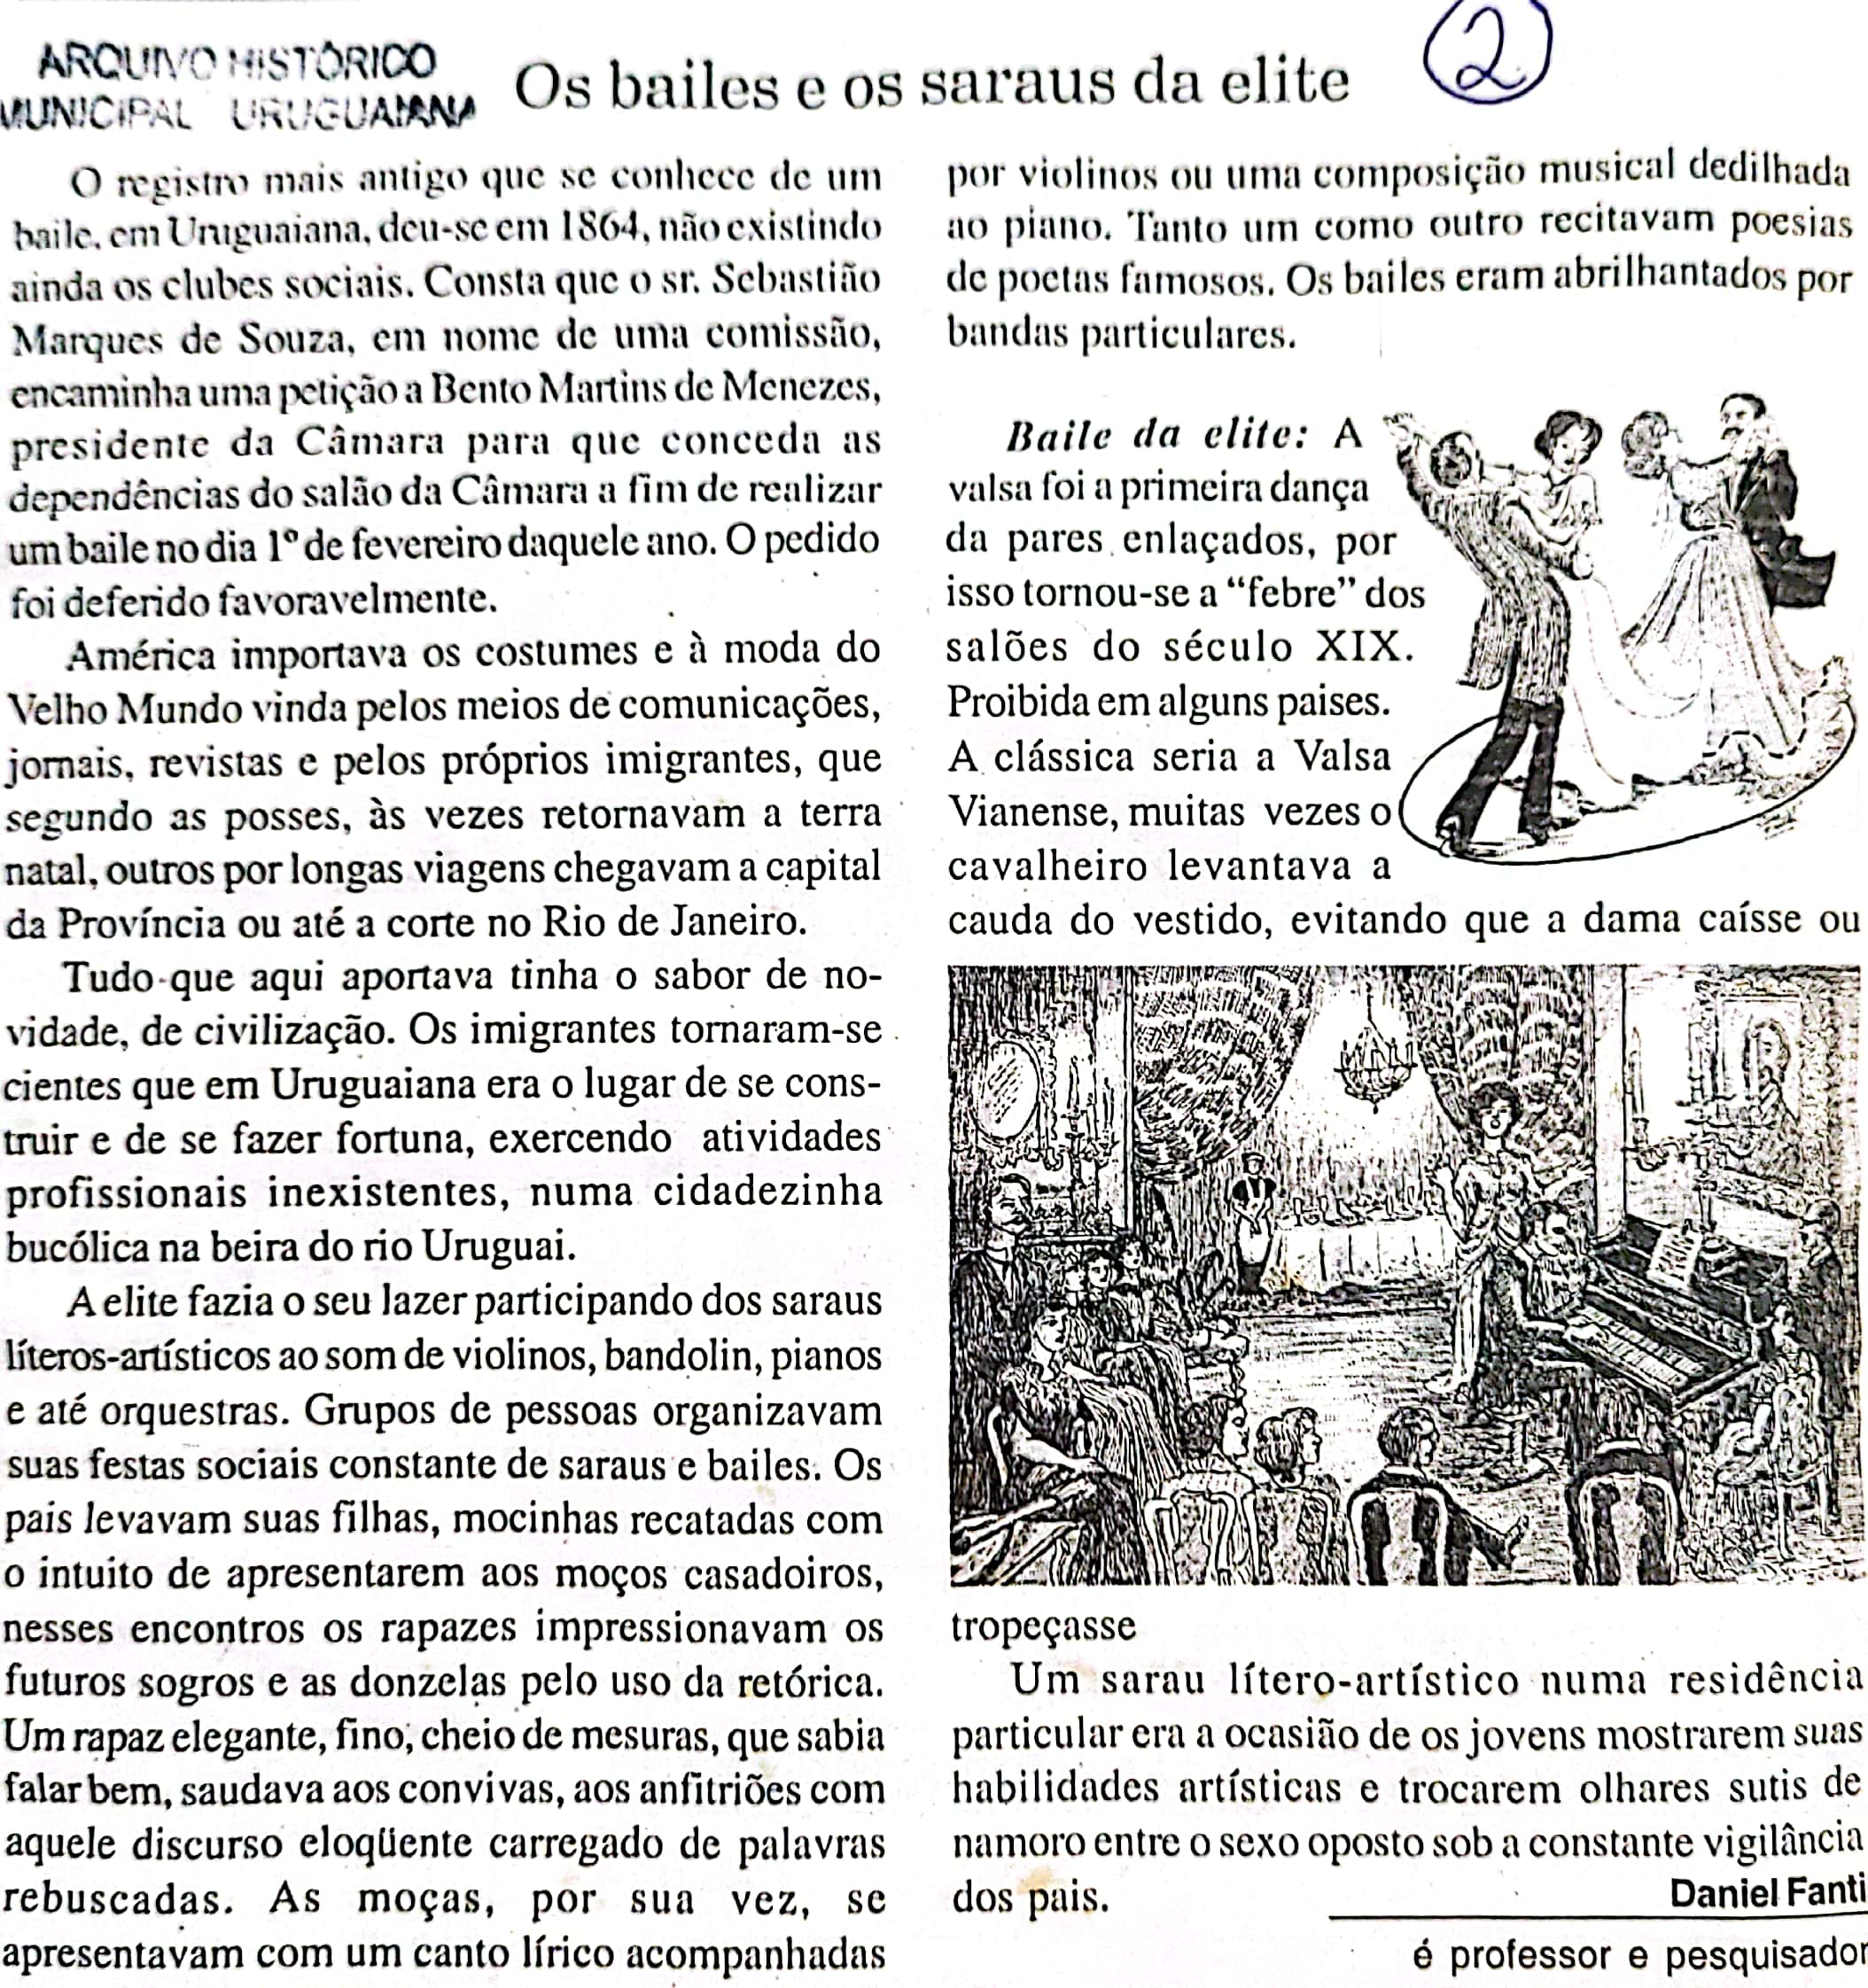 ARQUIVO HISTÓRICO
MUNICIPAL URUGUAIANA
Os bailes e os saraus da elite
2
O registro mais antigo que se conhece de um
baile, em Uruguaiana, deu-se em 1864, não existindo
ainda os clubes sociais. Consta que o sr. Sebastião
Marques de Souza, em nome de uma comissão,
encaminha uma petição a Bento Martins de Menezes,
presidente da Câmara para que conceda as
dependências do salão da Câmara a fim de realizar
um baile no dia 1º de fevereiro daquele ano. O pedido
foi deferido favoravelmente.
América importava os costumes e à moda do
Velho Mundo vinda pelos meios de comunicações,
jornais, revistas e pelos próprios imigrantes, que
segundo as posses, às vezes retornavam a terra
natal, outros por longas viagens chegavam a capital
da Província ou até a corte no Rio de Janeiro.
Tudo que aqui aportava tinha o sabor de no-
vidade, de civilização. Os imigrantes tornaram-se
cientes que em Uruguaiana era o lugar de se cons-
truir e de se fazer fortuna, exercendo atividades
profissionais inexistentes, numa cidadezinha
bucólica na beira do rio Uruguai.
A elite fazia o seu lazer participando dos saraus
líteros-artísticos ao som de violinos, bandolin, pianos
e até orquestras. Grupos de pessoas organizavam
suas festas sociais constante de saraus e bailes. Os
pais levavam suas filhas, mocinhas recatadas com
o intuito de apresentarem aos moços casadoiros,
nesses encontros os rapazes impressionavam os
futuros sogros e as donzelas pelo uso da retórica.
Um rapaz elegante, fino, cheio de mesuras, que sabia
falar bem, saudava aos convivas, aos anfitriões com
aquele discurso eloqüente carregado de palavras
rebuscadas. As moças, por sua vez, se
apresentavam com um canto lírico acompanhadas
por violinos ou uma composição musical dedilhada
ao piano. Tanto um como outro recitavam poesias
de poetas famosos. Os bailes eram abrilhantados por
bandas particulares.
Baile da elite: A
valsa foi a primeira dança
da pares enlaçados, por
isso tornou-se a “febre” dos
salões do século XIX.
Proibida em alguns paises.
A clássica seria a Valsa
Vianense, muitas vezes o
cavalheiro levantava a
cauda do vestido, evitando que a dama caísse ou
tropeçasse
Um sarau lítero-artístico numa residência
particular era a ocasião de os jovens mostrarem suas
habilidades artísticas e trocarem olhares sutis de
namoro entre o sexo oposto sob a constante vigilância
dos pais.
Daniel Fanti
é professor e pesquisador